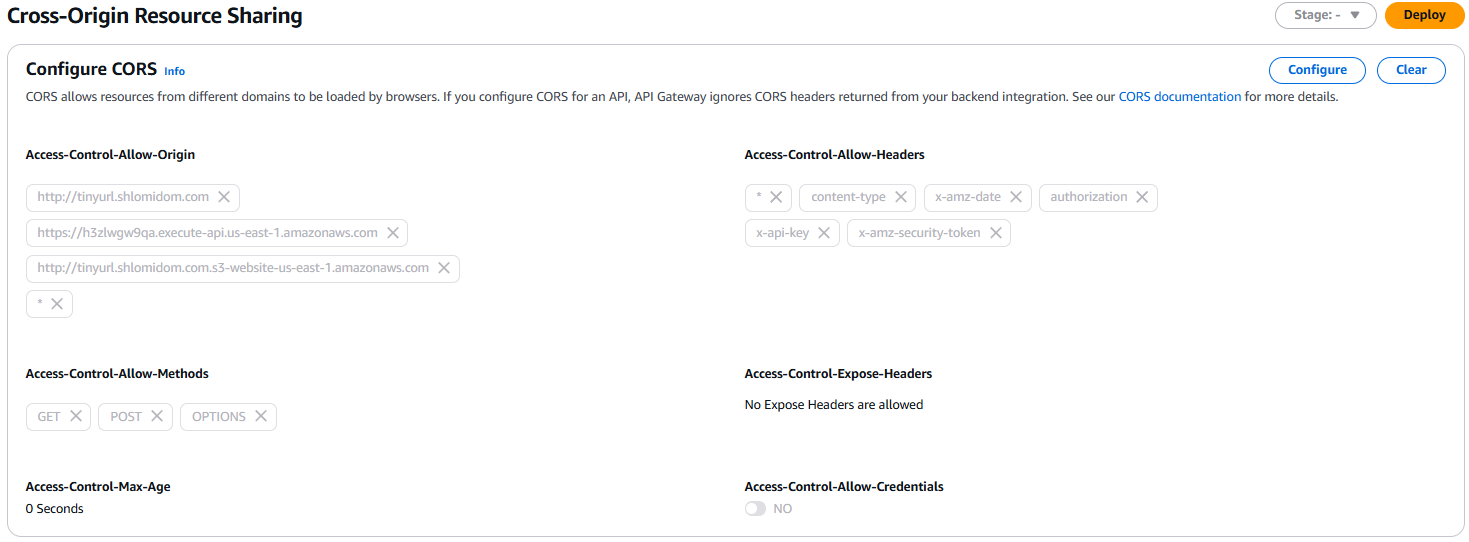 Cross-Origin Resource Sharing
Stage: -
Deploy
Configure CORS Info
Configure
Clear
CORS allows resources from different domains to be loaded by browsers. If you configure CORS for an API, API Gateway ignores CORS headers returned from your backend integration. See our CORS documentation for more details.
Access-Control-Allow-Origin
http://tinyurl.shlomidom.com
https://h3zlwgw9qa.execute-api.us-east-1.amazonaws.com
http://tinyurl.shlomidom.com.s3-website-us-east-1.amazonaws.com
*
Access-Control-Allow-Headers
* content-type x-amz-date authorization
x-api-key x-amz-security-token
Access-Control-Allow-Methods
GET POST OPTIONS
Access-Control-Expose-Headers
No Expose Headers are allowed
Access-Control-Max-Age
0 Seconds
Access-Control-Allow-Credentials
NO